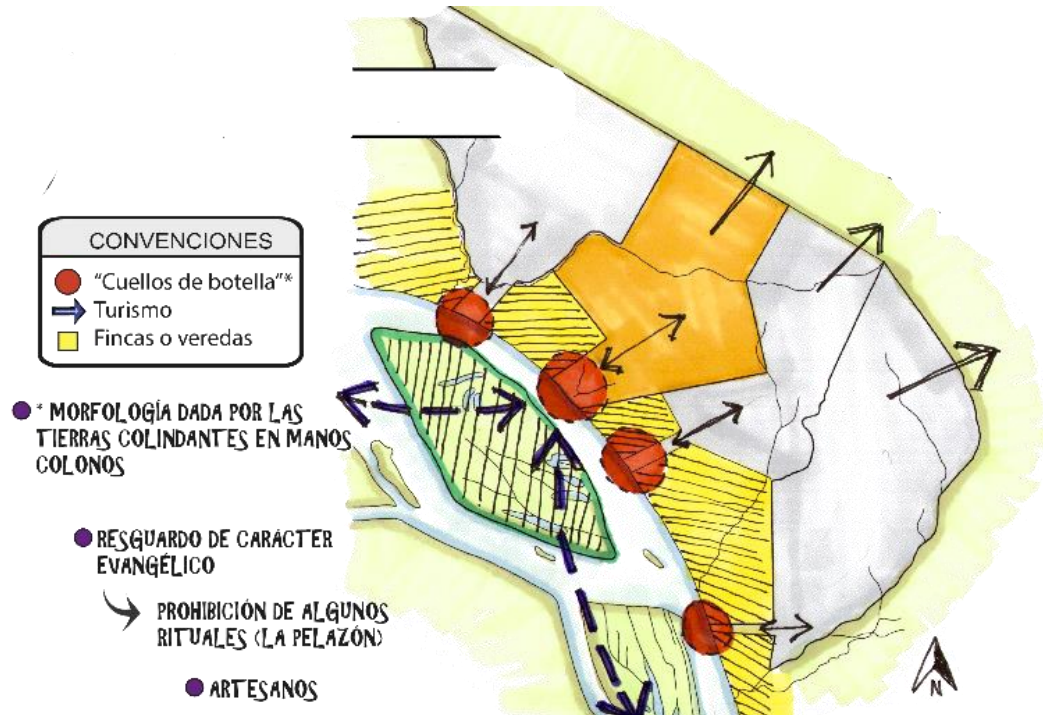 CONVENCIONES
"Cuellos de botella"*
Turismo
Fincas o veredas
* MORFOLOGÍA DADA POR LAS
TIERRAS COLINDANTES EN MANOS
COLONOS
RESGUARDO DE CARÁCTER
EVANGÉLICO
PROHIBICIÓN DE ALGUNOS
RITUALES (LA PELAZÓN)
ARTESANOS
N